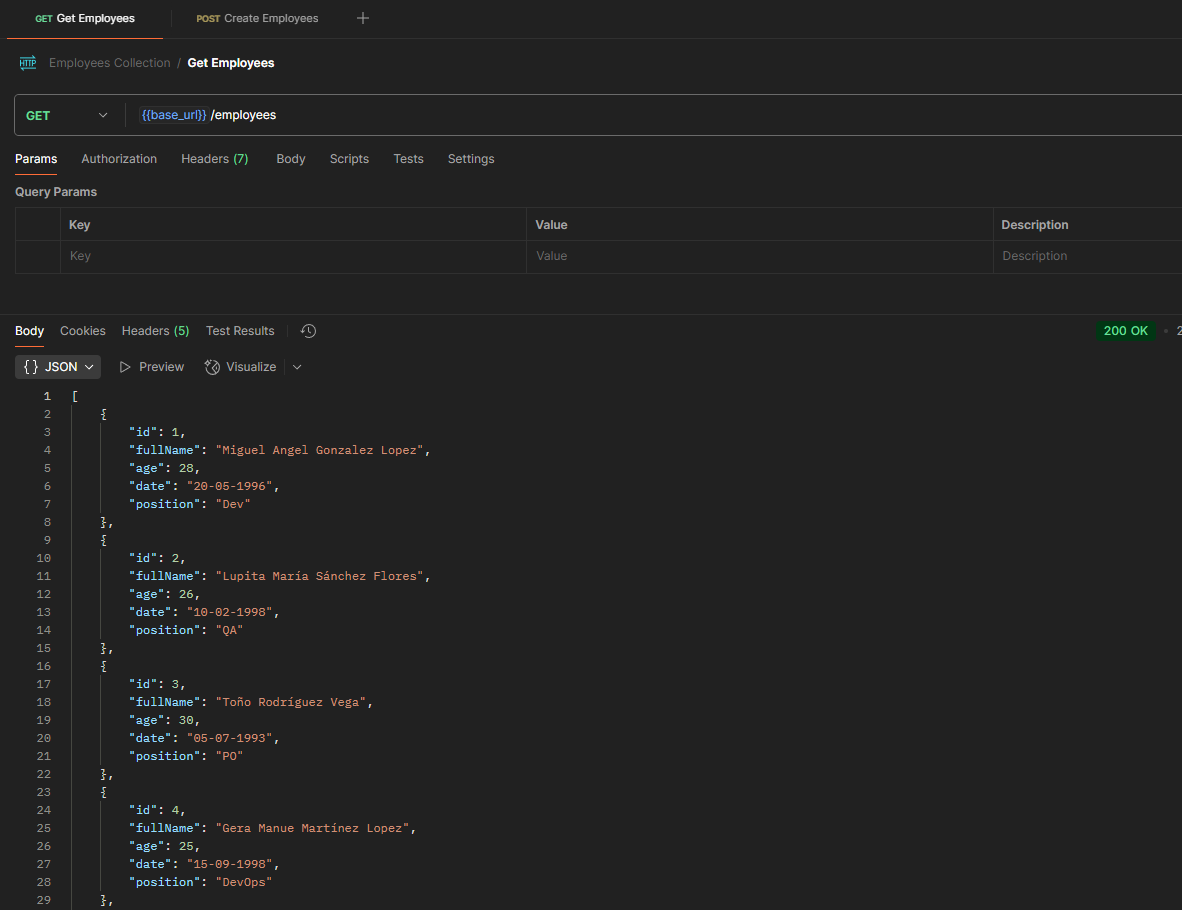 GET Get Employees POST Create Employees +
HTTP Employees Collection / Get Employees
GET {{base_url}} /employees
Params Authorization Headers (7) Body Scripts Tests Settings
Query Params
Key Value Description
Key Value Description
Body Cookies Headers (5) Test Results 200 OK • 2
{} JSON Preview Visualize
1 [
2 {
3 "id": 1,
4 "fullName": "Miguel Angel Gonzalez Lopez",
5 "age": 28,
6 "date": "20-05-1996",
7 "position": "Dev"
8 },
9 {
10 "id": 2,
11 "fullName": "Lupita María Sánchez Flores",
12 "age": 26,
13 "date": "10-02-1998",
14 "position": "QA"
15 },
16 {
17 "id": 3,
18 "fullName": "Toño Rodríguez Vega",
19 "age": 30,
20 "date": "05-07-1993",
21 "position": "PO"
22 },
23 {
24 "id": 4,
25 "fullName": "Gera Manue Martínez Lopez",
26 "age": 25,
27 "date": "15-09-1998",
28 "position": "DevOps"
29 },